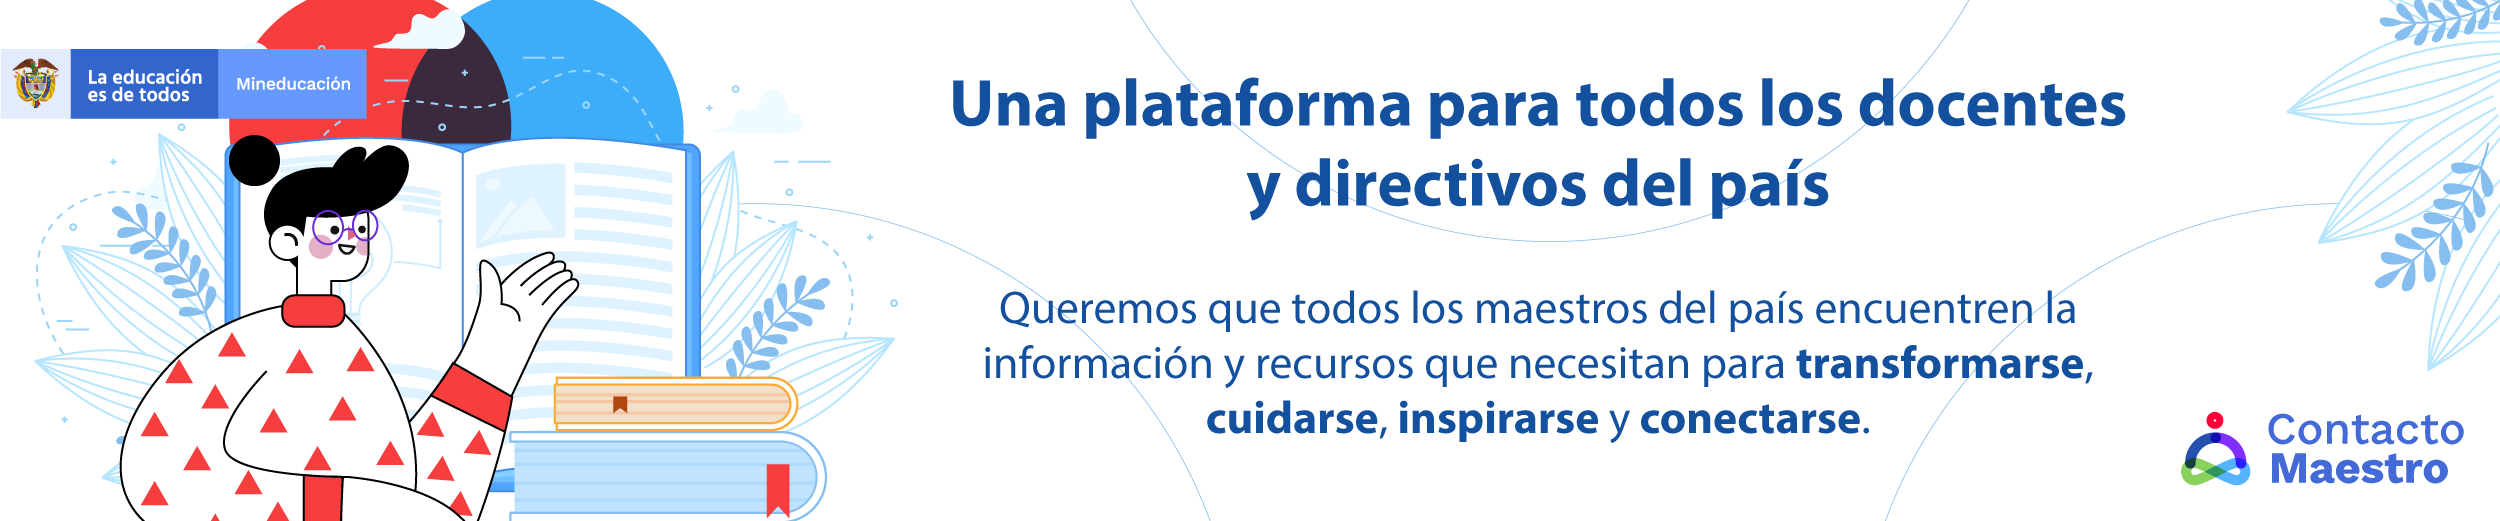 La educación
es de todos
Mineducación
Una plataforma para todos los docentes
y directivos del país
Queremos que todos los maestros del país encuentren la
información y recursos que necesitan para transformarse,
cuidarse, inspirarse y conectarse.
Contacto
Maestro